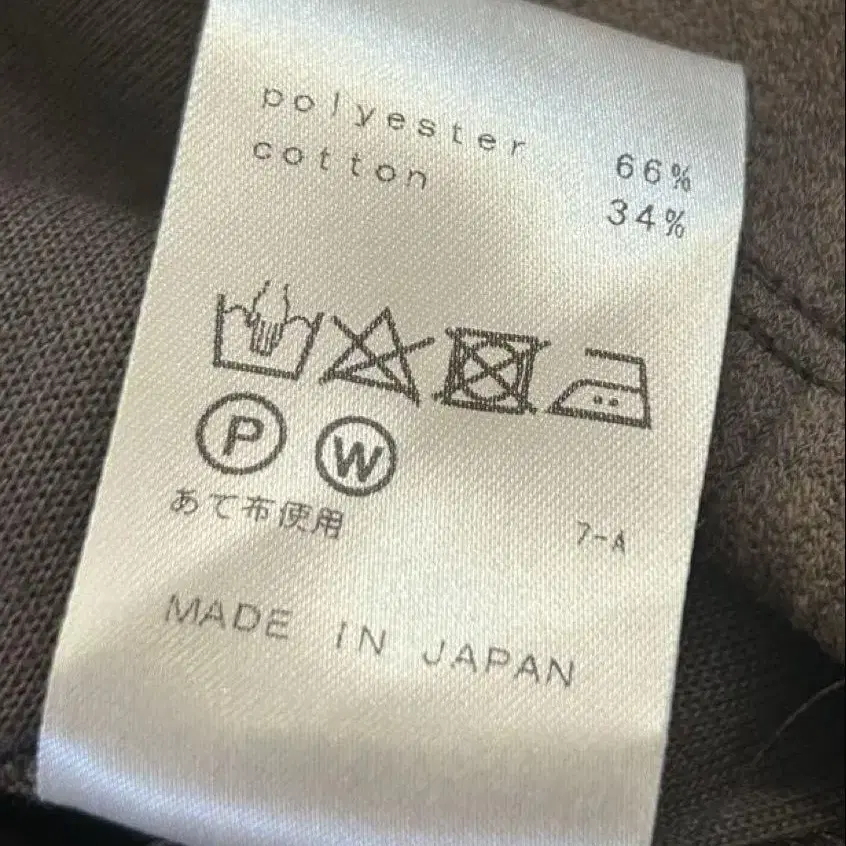 polyester 66%
cotton 34%
P W
あて布使用 7-A
MADE IN JAPAN